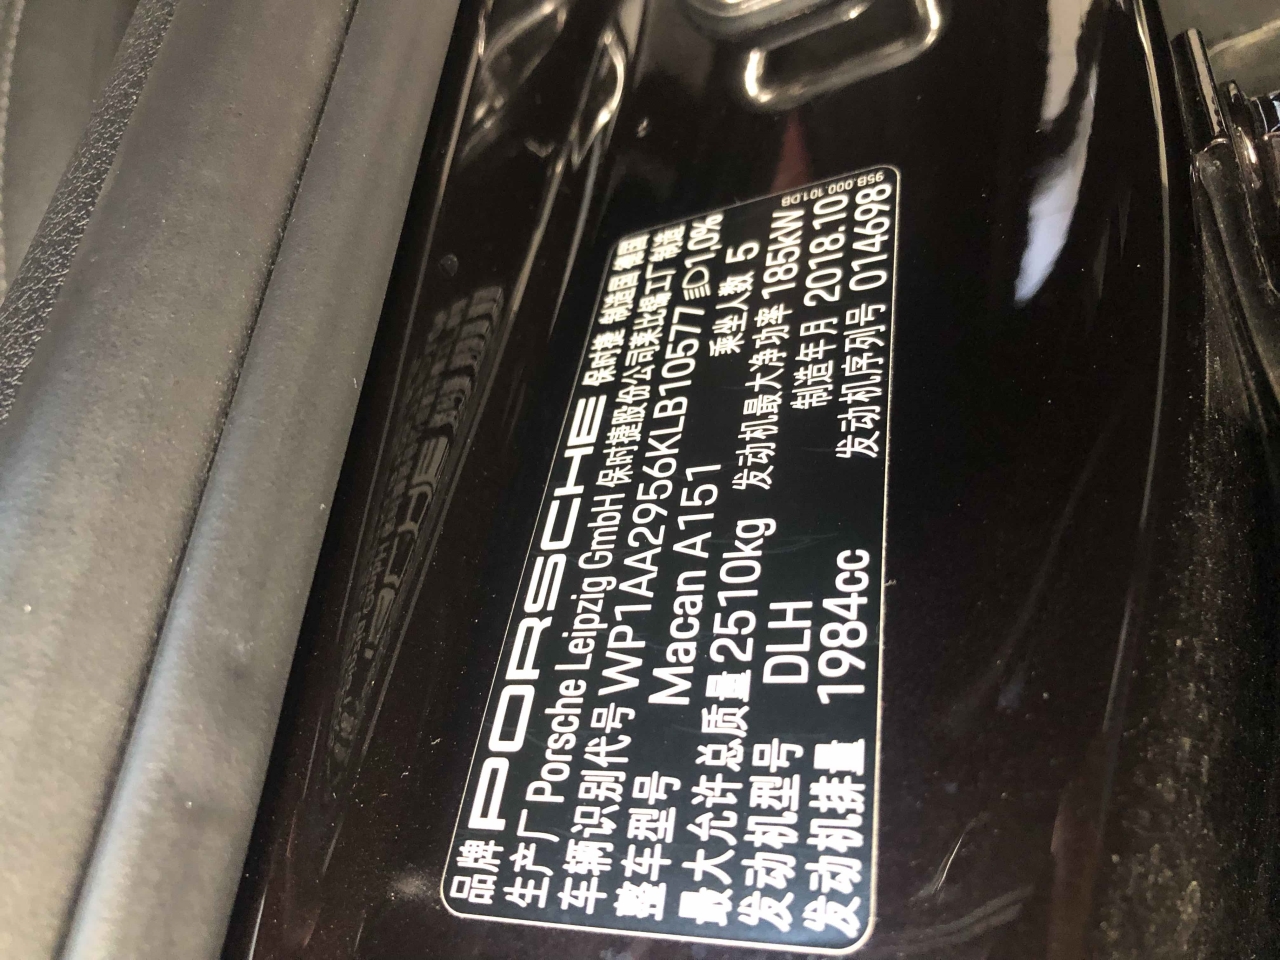 品牌 PORSCHE 保时捷 制造国 德国
生产厂 Porsche Leipzig GmbH 保时捷股份公司莱比锡工厂制造
车辆识别代号 WP1AA2956KLB10577 1,0%
整车型号 Macan A151 乘坐人数 5
最大允许总质量 2510kg 发动机最大净功率 185kW
发动机型号 DLH 制造年月 2018.10
发动机排量 1984cc 发动机序列号 014698
95B.000.101.DB